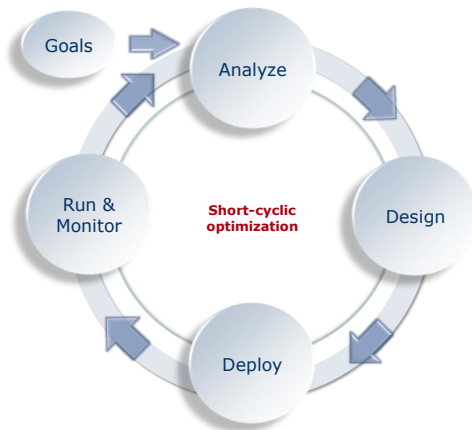 Goals
Analyze
Run &
Monitor
Short-cyclic
optimization
Design
Deploy